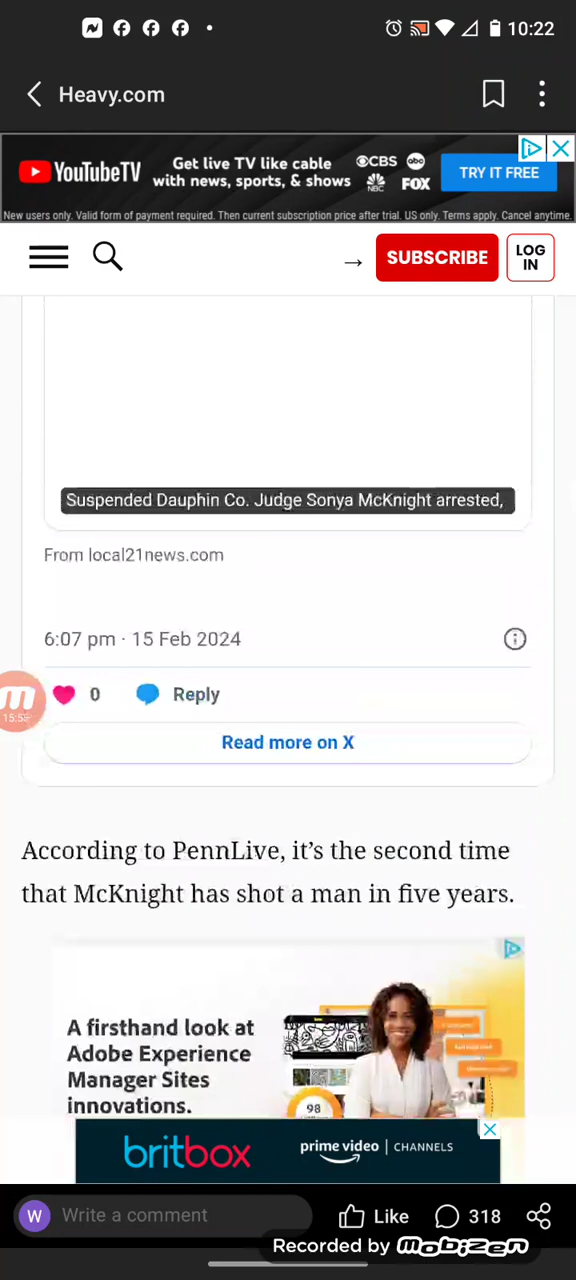 10:22
Heavy.com
YouTubeTV
Get live TV like cable
with news, sports, & shows
CBS abc
NBC FOX
TRY IT FREE
New users only. Valid form of payment required. Then current subscription price after trial. US only. Terms apply. Cancel anytime.
→ SUBSCRIBE
LOG
IN
Suspended Dauphin Co. Judge Sonya McKnight arrested,
From local21news.com
6:07 pm · 15 Feb 2024
0 Reply
Read more on X
According to PennLive, it’s the second time
that McKnight has shot a man in five years.
A firsthand look at
Adobe Experience
Manager Sites
innovations.
98
britbox
prime video | CHANNELS
W Write a comment
Like 318
Recorded by mobizen